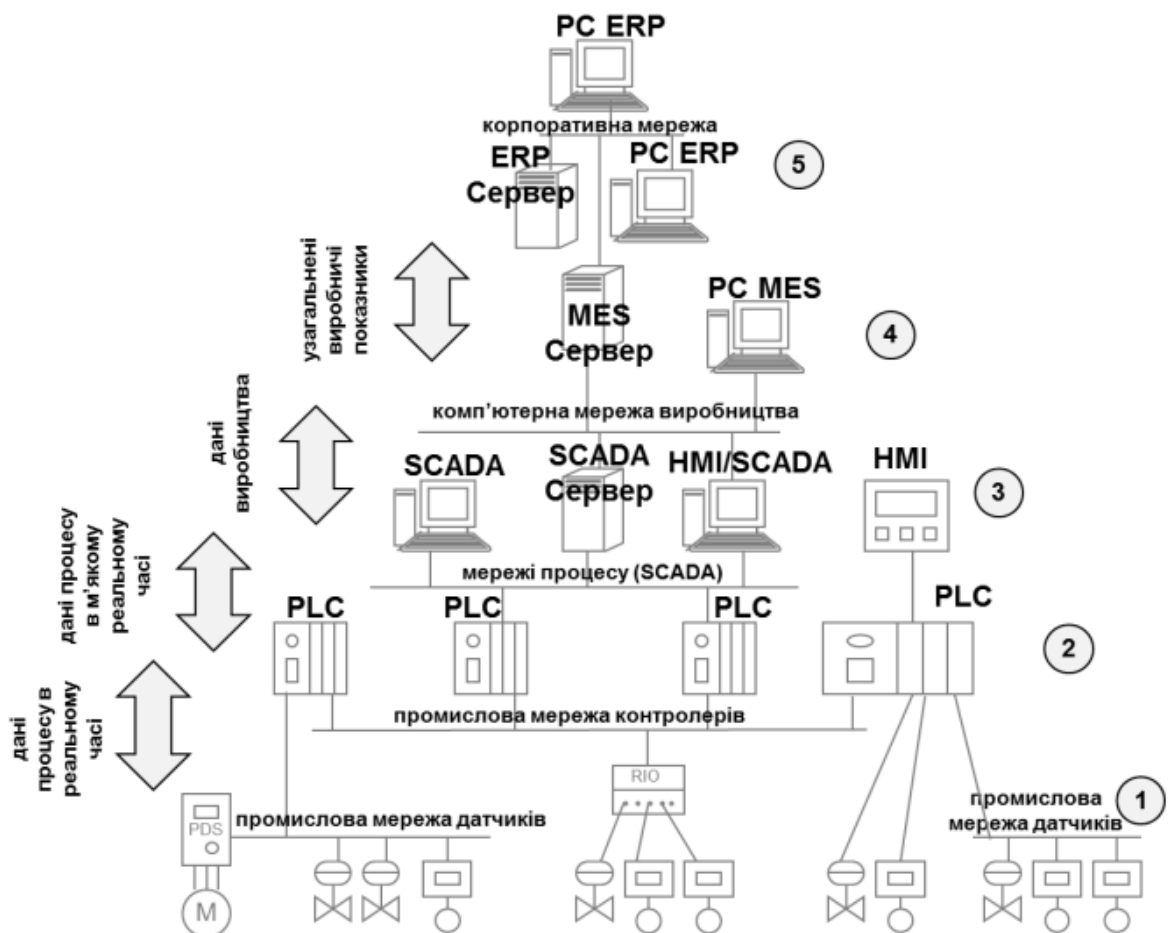 PC ERP
корпоративна мережа
ERP
Сервер
PC ERP
5
узагальнені
виробничі
показники
MES
Сервер
PC MES
4
комп’ютерна мережа виробництва
дані
виробництва
SCADA
SCADA
Сервер
HMI/SCADA
HMI
3
мережі процесу (SCADA)
дані процесу
в м’якому
реальному
часі
PLC
PLC
PLC
PLC
2
промислова мережа контролерів
дані
процесу в
реальному
часі
RIO
PDS
промислова мережа датчиків
промислова
мережа датчиків
1
M